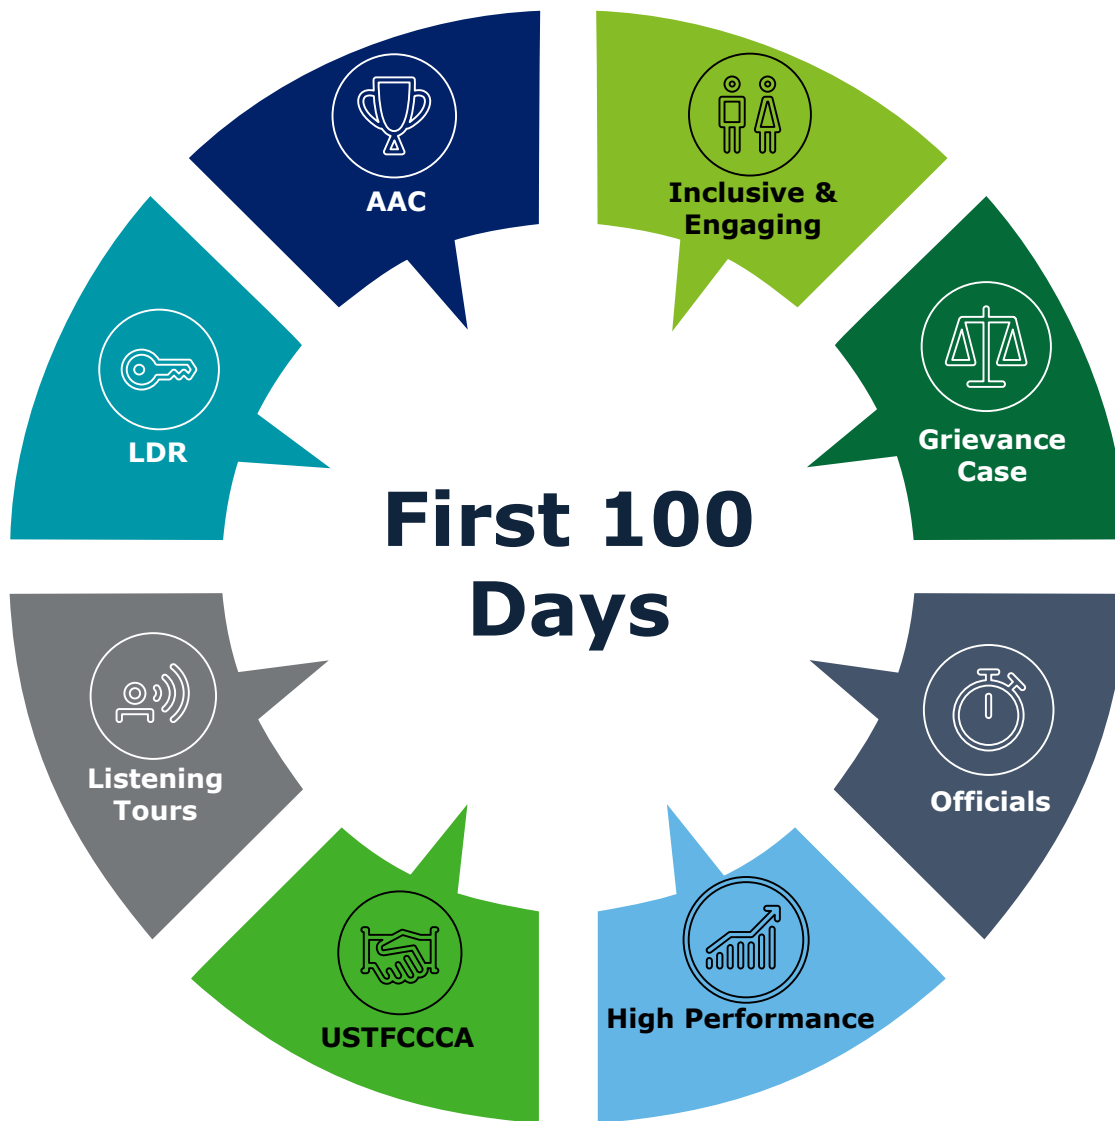 AAC
Inclusive &
Engaging
LDR
Grievance
Case
First 100
Days
Listening
Tours
Officials
USTFCCCA
High Performance